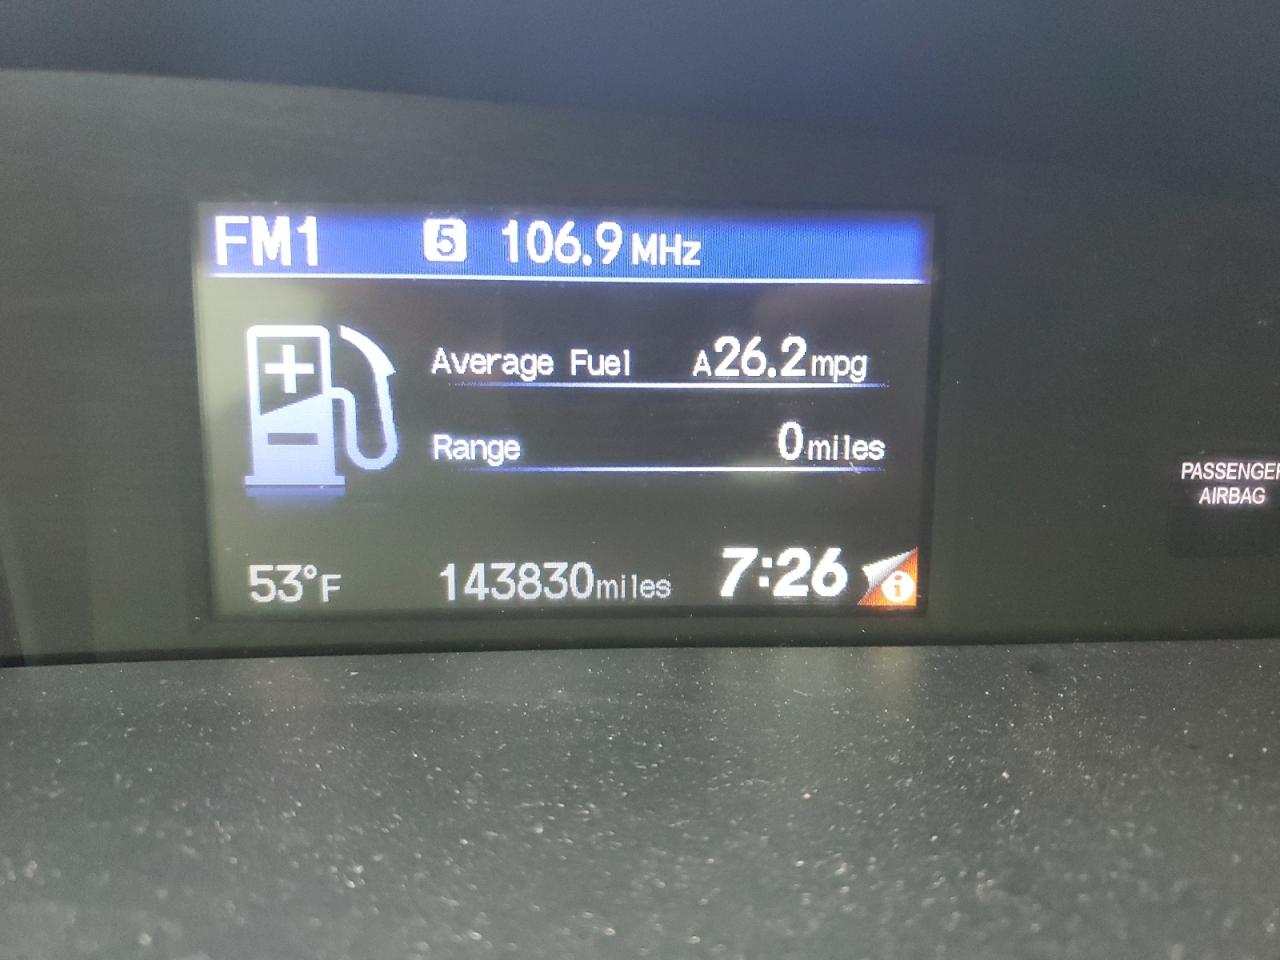 FM1 5 106.9 MHz
Average Fuel A26.2 mpg
Range 0 miles
53°F 143830 miles 7:26 i
PASSENGER
AIRBAG